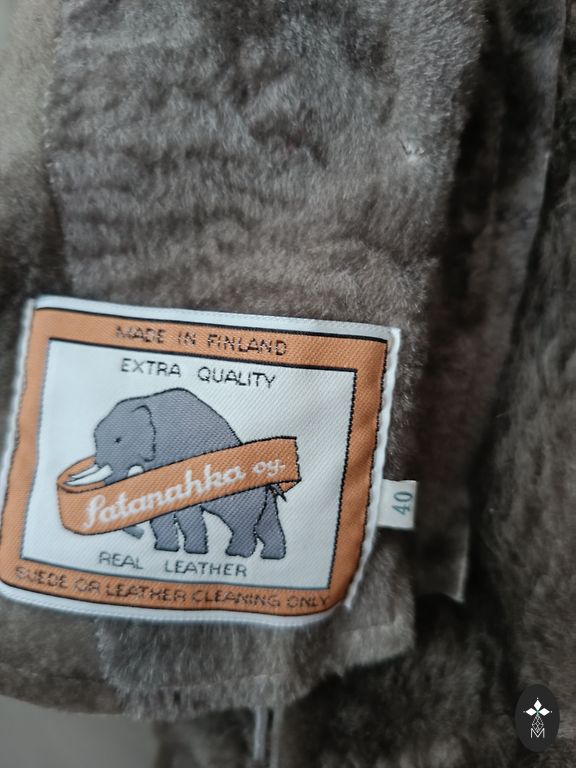 MADE IN FINLAND
EXTRA QUALITY
Satanahka oy.
REAL LEATHER
SUEDE OR LEATHER CLEANING ONLY
40
M